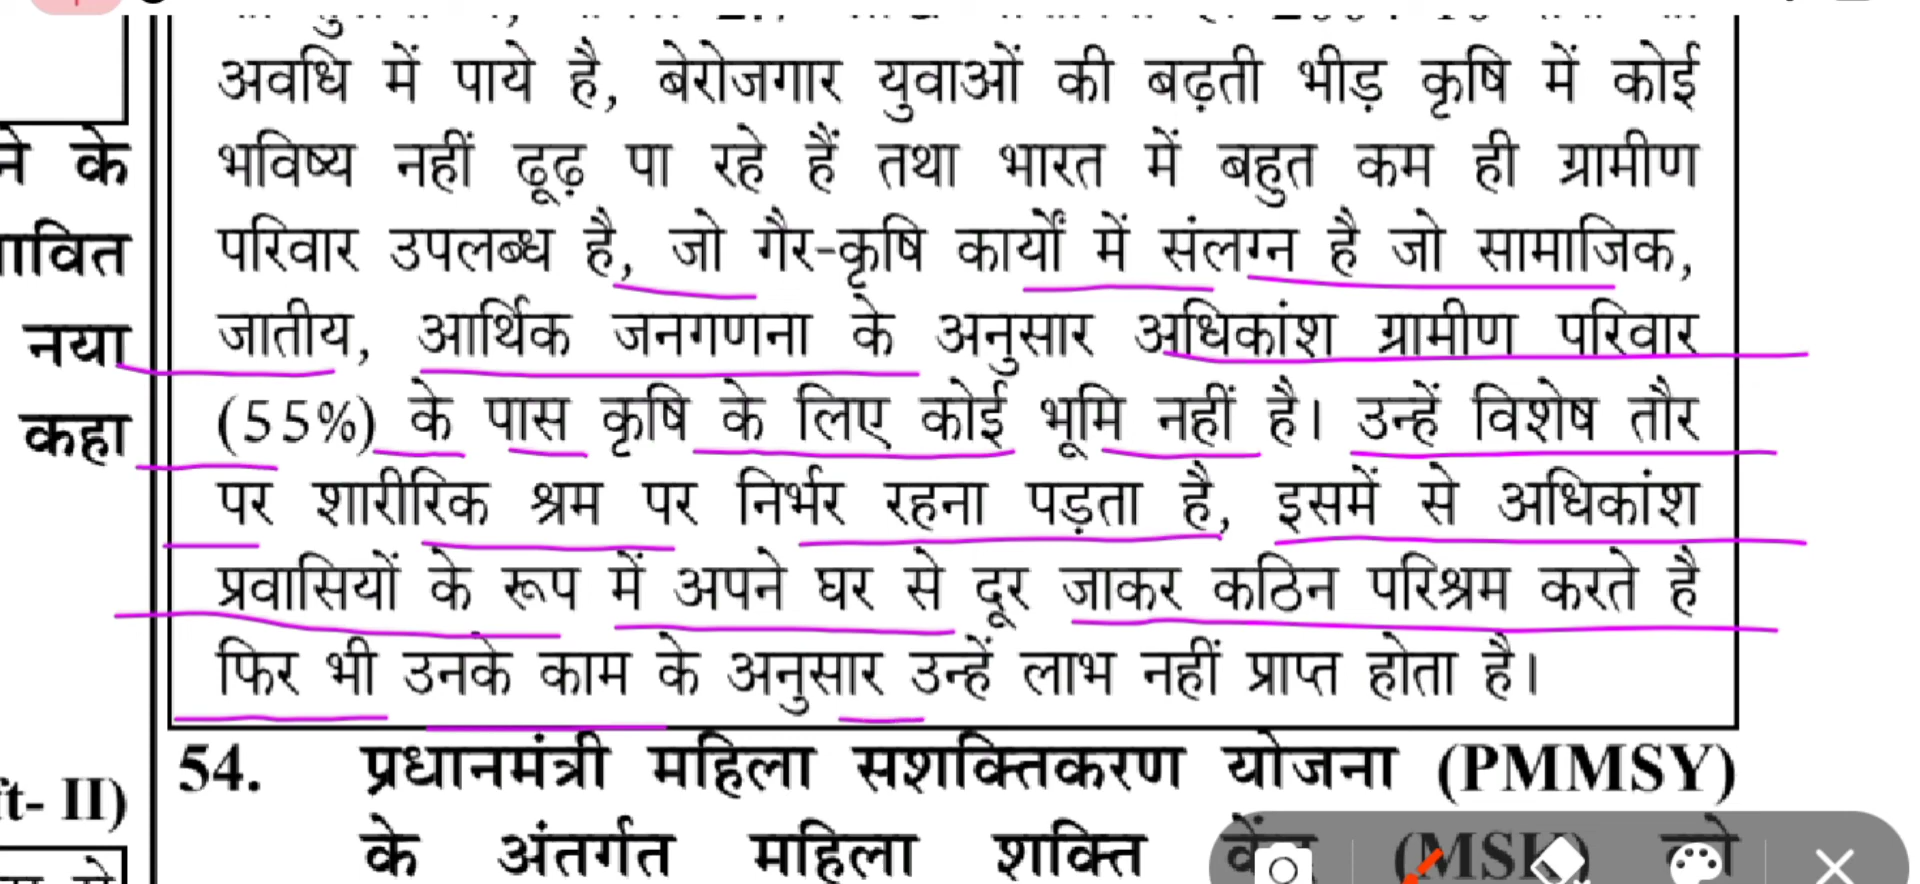 ने के
ावित
नया
कहा
t- II)
अवधि में पाये है, बेरोजगार युवाओं की बढ़ती भीड़ कृषि में कोई
भविष्य नहीं ढूढ़ पा रहे हैं तथा भारत में बहुत कम ही ग्रामीण
परिवार उपलब्ध है, जो गैर-कृषि कार्यों में संलग्न है जो सामाजिक,
जातीय, आर्थिक जनगणना के अनुसार अधिकांश ग्रामीण परिवार
(55%) के पास कृषि के लिए कोई भूमि नहीं है। उन्हें विशेष तौर
पर शारीरिक श्रम पर निर्भर रहना पड़ता है, इसमें से अधिकांश
प्रवासियों के रूप में अपने घर से दूर जाकर कठिन परिश्रम करते है
फिर भी उनके काम के अनुसार उन्हें लाभ नहीं प्राप्त होता है।
54. प्रधानमंत्री महिला सशक्तिकरण योजना (PMMSY)
के अंतर्गत महिला शक्ति केंद्र (MSK) को